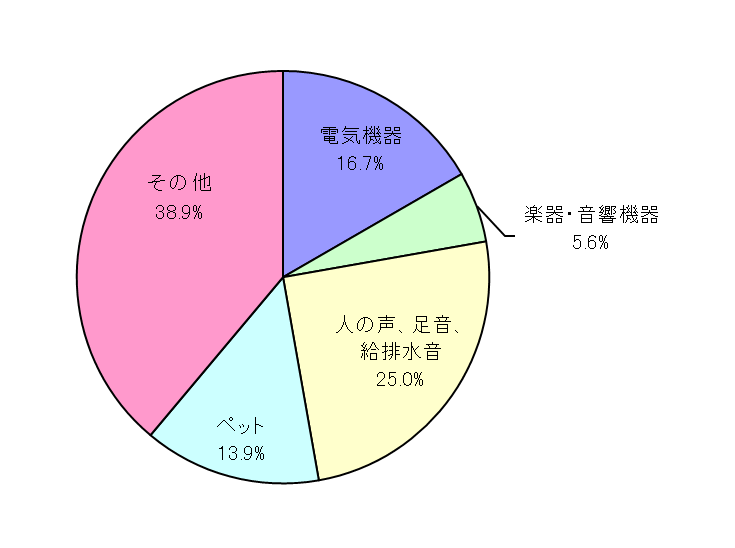 電気機器
16.7%
楽器・音響機器
5.6%
人の声、足音、
給排水音
25.0%
ペット
13.9%
その他
38.9%